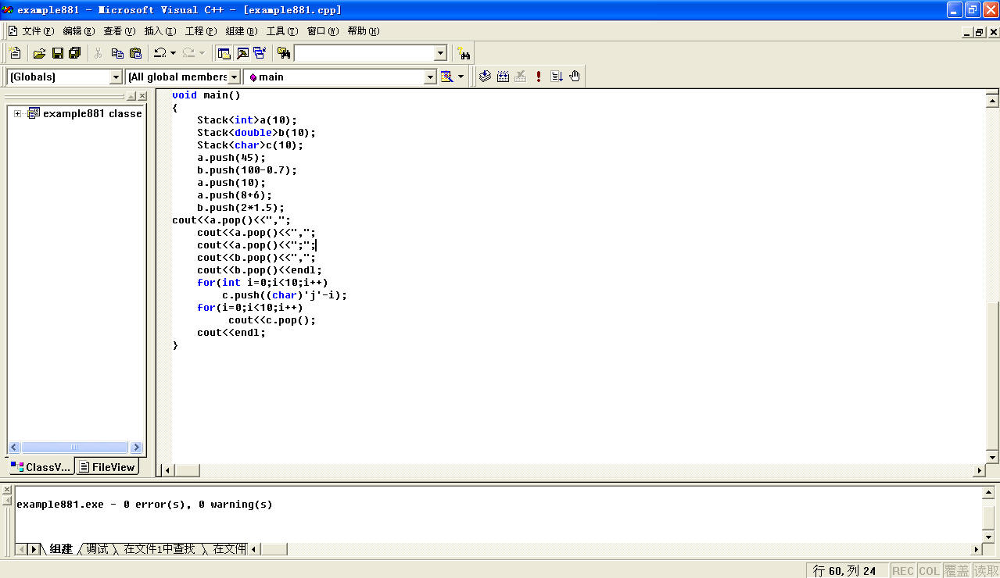 example881 - Microsoft Visual C++ - [example881.cpp]
文件(F) 编辑(E) 查看(V) 插入(I) 工程(P) 组建(B) 工具(T) 窗口(W) 帮助(H)
(Globals) (All global members main
example881 classe
void main()
{
Stack<int>a(10);
Stack<double>b(10);
Stack<char>c(10);
a.push(45);
b.push(100-0.7);
a.push(10);
a.push(8+6);
b.push(2*1.5);
cout<<a.pop()<<",";
cout<<a.pop()<<",";
cout<<a.pop()<<";";
cout<<b.pop()<<",";
cout<<b.pop()<<endl;
for(int i=0;i<10;i++)
c.push((char)'j'-i);
for(i=0;i<10;i++)
cout<<c.pop();
cout<<endl;
}
ClassV... FileView
example881.exe - 0 error(s), 0 warning(s)
组建 调试 在文件1中查找 在文件
行 60, 列 24 REC COL 覆盖 读取